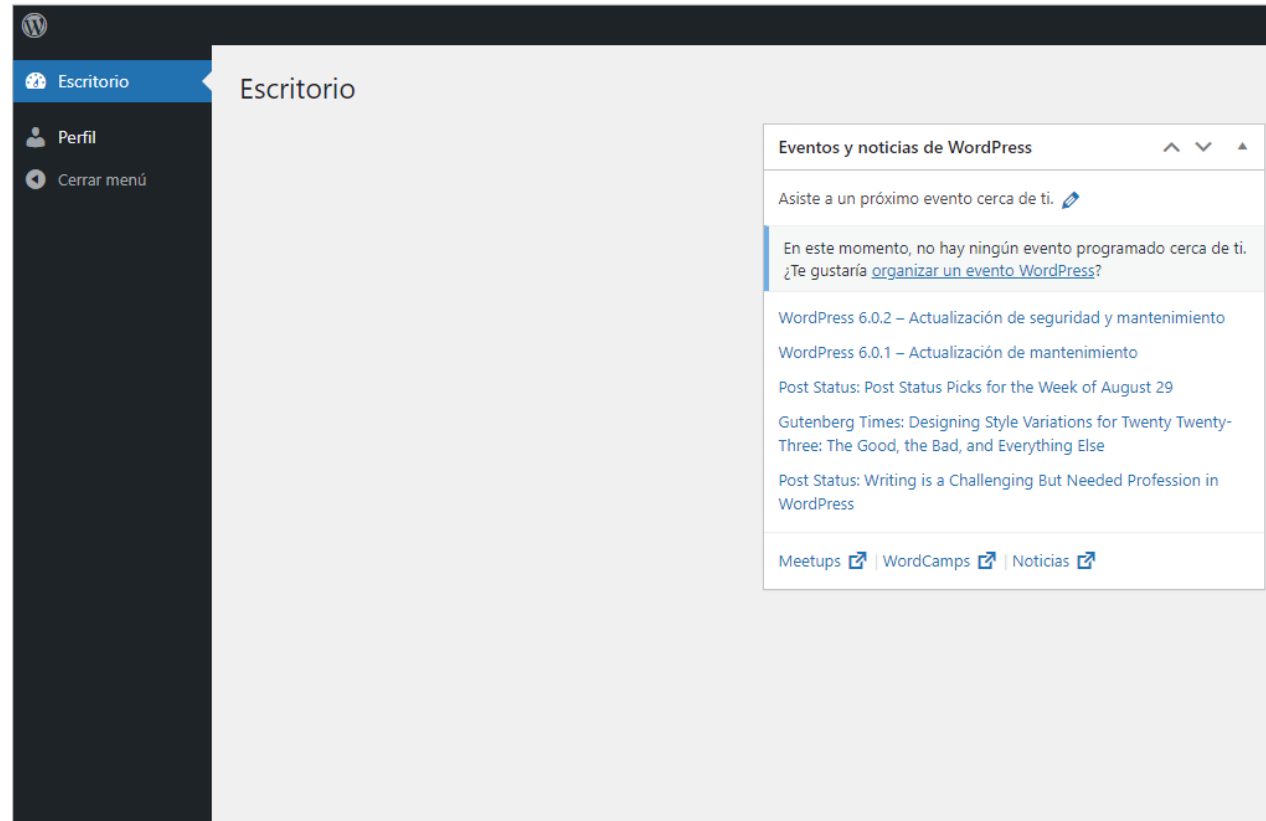 Escritorio
Perfil
Cerrar menú
Escritorio
Eventos y noticias de WordPress
Asiste a un próximo evento cerca de ti.
En este momento, no hay ningún evento programado cerca de ti.
¿Te gustaría organizar un evento WordPress?
WordPress 6.0.2 – Actualización de seguridad y mantenimiento
WordPress 6.0.1 – Actualización de mantenimiento
Post Status: Post Status Picks for the Week of August 29
Gutenberg Times: Designing Style Variations for Twenty Twenty-
Three: The Good, the Bad, and Everything Else
Post Status: Writing is a Challenging But Needed Profession in
WordPress
Meetups | WordCamps | Noticias